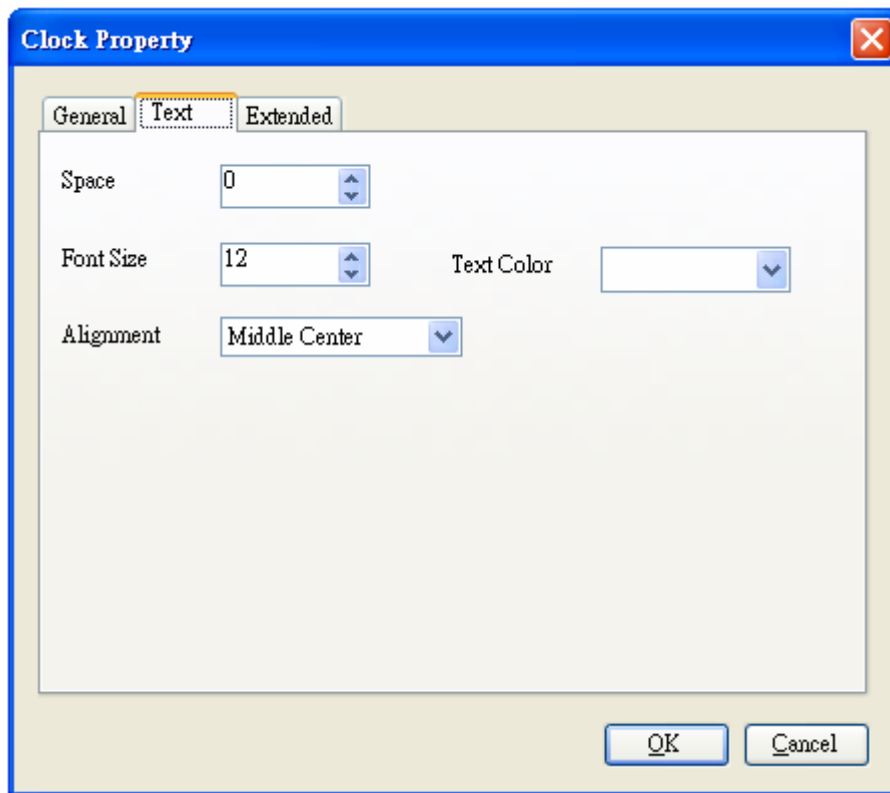 Clock Property
General Text Extended
Space 0
Font Size 12 Text Color
Alignment Middle Center
OK Cancel